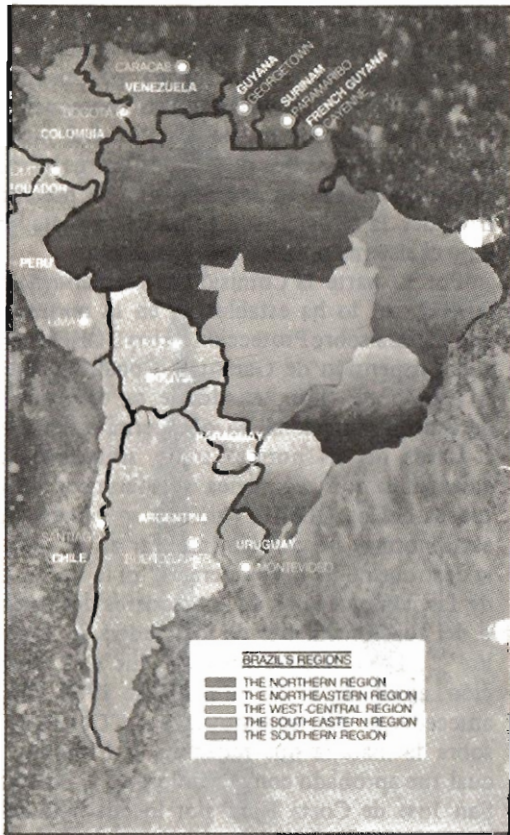 CARACAS
VENEZUELA
BOGOTA
COLOMBIA
GUYANA
GEORGETOWN
SURINAM
PARAMARIBO
FRENCH GUYANA
CAYENNE
PERU
LIMA
LA PAZ
BOLIVIA
PARAGUAY
ARGENTINA
SANTIAGO
CHILE
BUENOS AIRES
URUGUAY
MONTEVIDEO
BRAZIL'S REGIONS
THE NORTHERN REGION
THE NORTHEASTERN REGION
THE WEST-CENTRAL REGION
THE SOUTHEASTERN REGION
THE SOUTHERN REGION